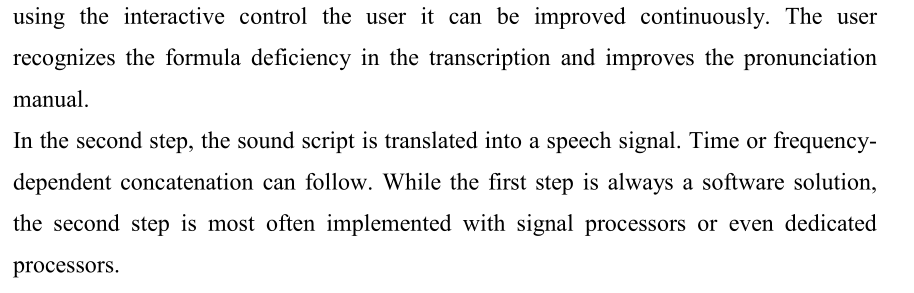 using the interactive control the user it can be improved continuously. The user
recognizes the formula deficiency in the transcription and improves the pronunciation
manual.
In the second step, the sound script is translated into a speech signal. Time or frequency-
dependent concatenation can follow. While the first step is always a software solution,
the second step is most often implemented with signal processors or even dedicated
processors.